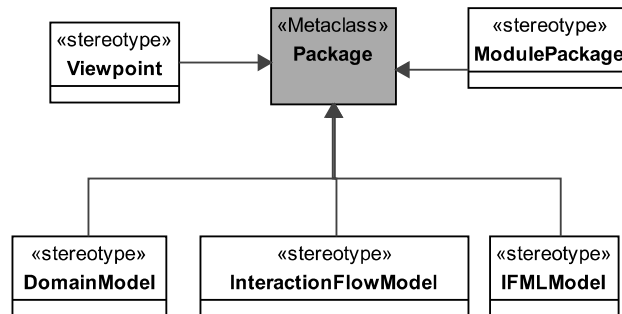 «stereotype»
Viewpoint
«Metaclass»
Package
«stereotype»
ModulePackage
«stereotype»
DomainModel
«stereotype»
InteractionFlowModel
«stereotype»
IFMLModel